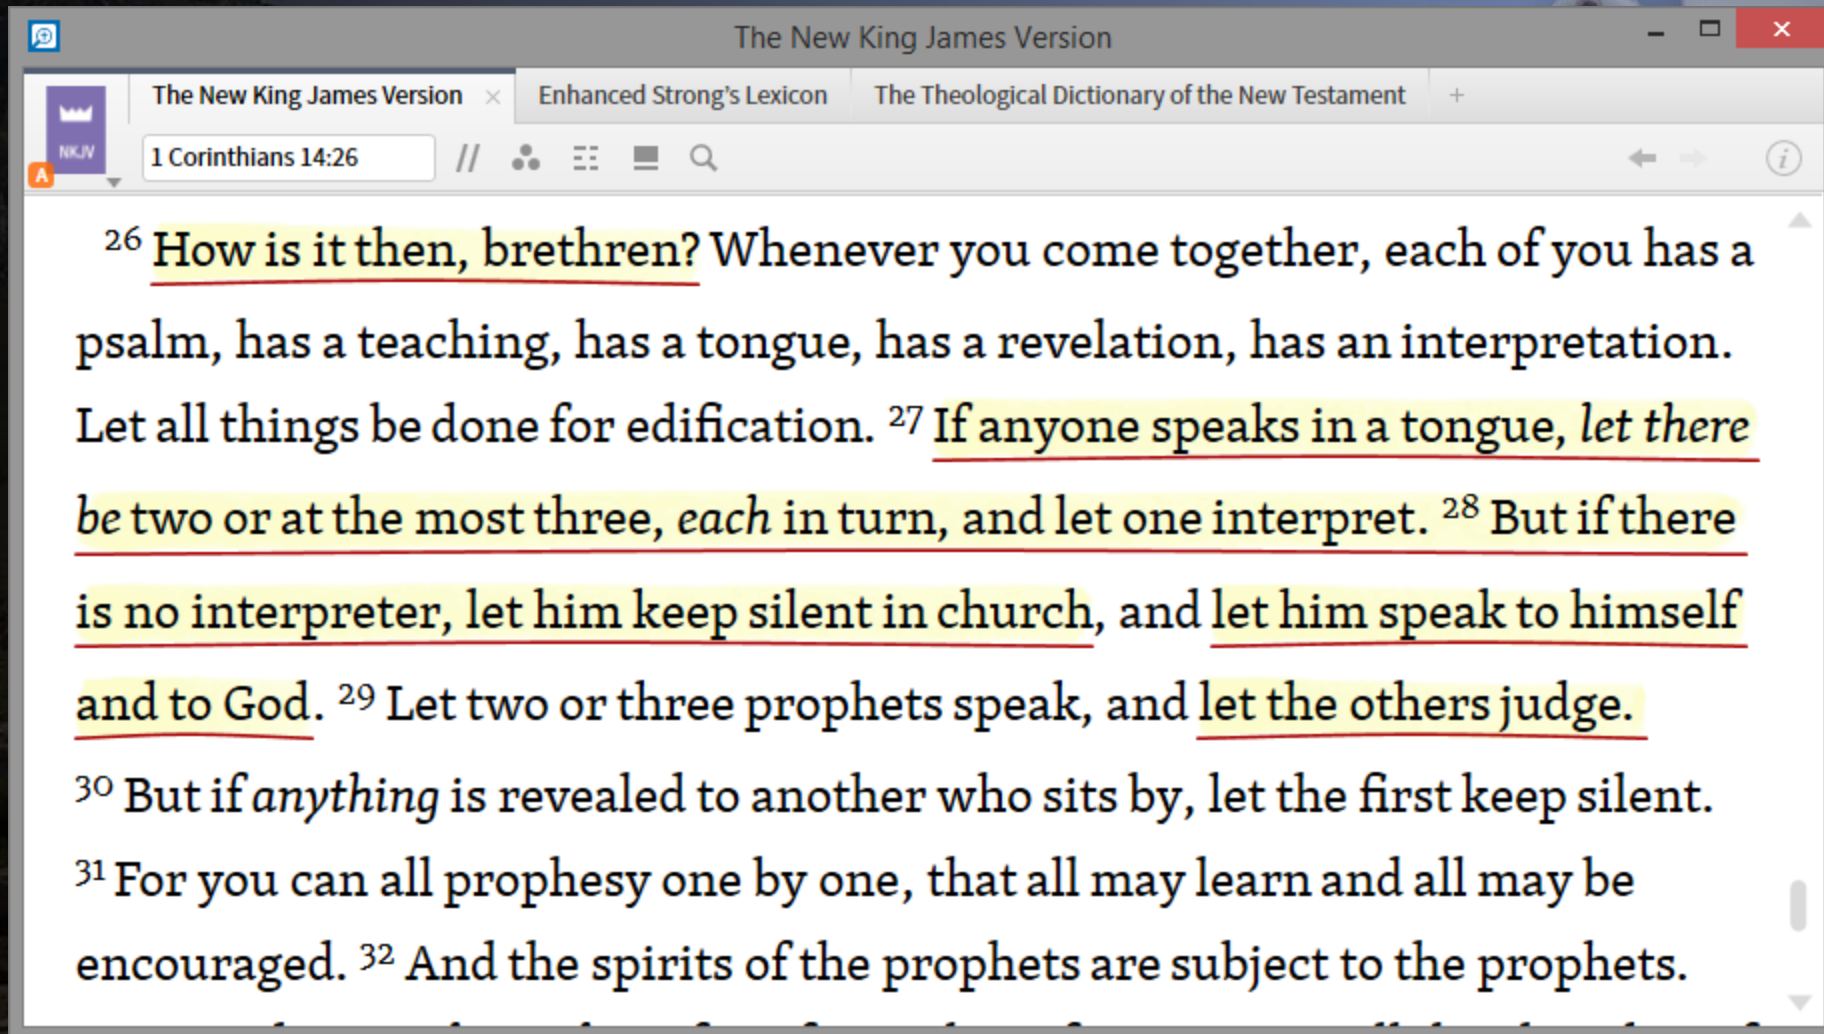 The New King James Version
The New King James Version × Enhanced Strong's Lexicon The Theological Dictionary of the New Testament +
NKJV
A
1 Corinthians 14:26
26 How is it then, brethren? Whenever you come together, each of you has a
psalm, has a teaching, has a tongue, has a revelation, has an interpretation.
Let all things be done for edification. 27 If anyone speaks in a tongue, let there
be two or at the most three, each in turn, and let one interpret. 28 But if there
is no interpreter, let him keep silent in church, and let him speak to himself
and to God. 29 Let two or three prophets speak, and let the others judge.
30 But if anything is revealed to another who sits by, let the first keep silent.
31 For you can all prophesy one by one, that all may learn and all may be
encouraged. 32 And the spirits of the prophets are subject to the prophets.